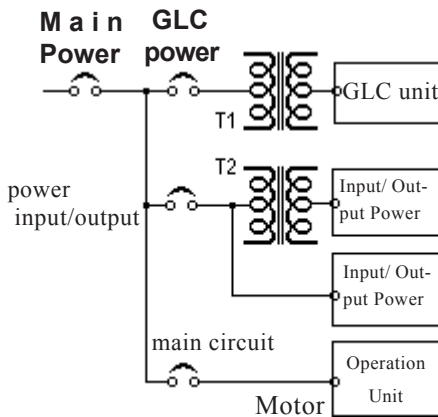 Main
Power
GLC
power
T1
GLC unit
T2
power
input/output
Input/ Out-
put Power
Input/ Out-
put Power
main circuit
Operation
Unit
Motor